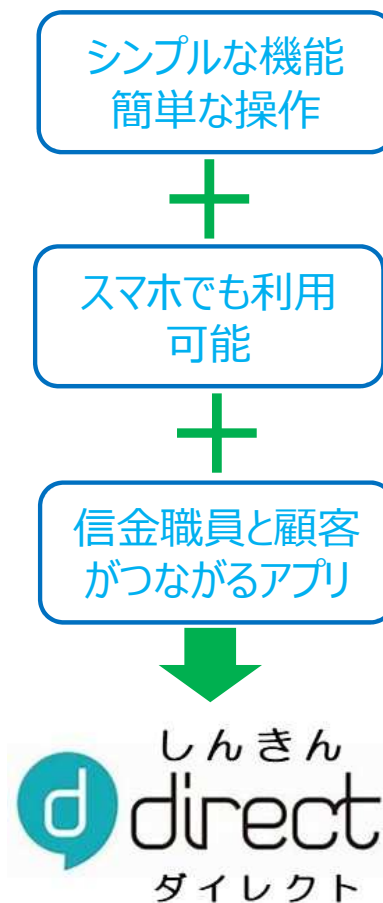 シンプルな機能
簡単な操作
スマホでも利用
可能
信金職員と顧客
がつながるアプリ
しんきん
d direct
ダイレクト